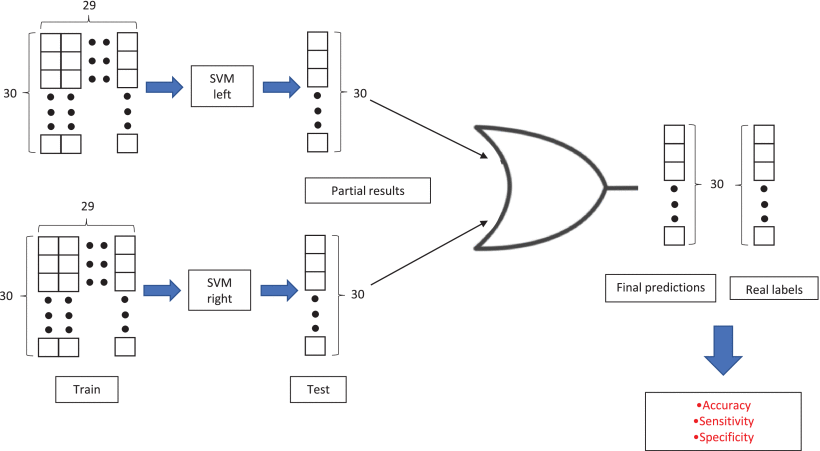 29
30
SVM
left
30
Partial results
29
30
SVM
right
30
Train
Test
30
Final predictions
Real labels
•Accuracy
•Sensitivity
•Specificity